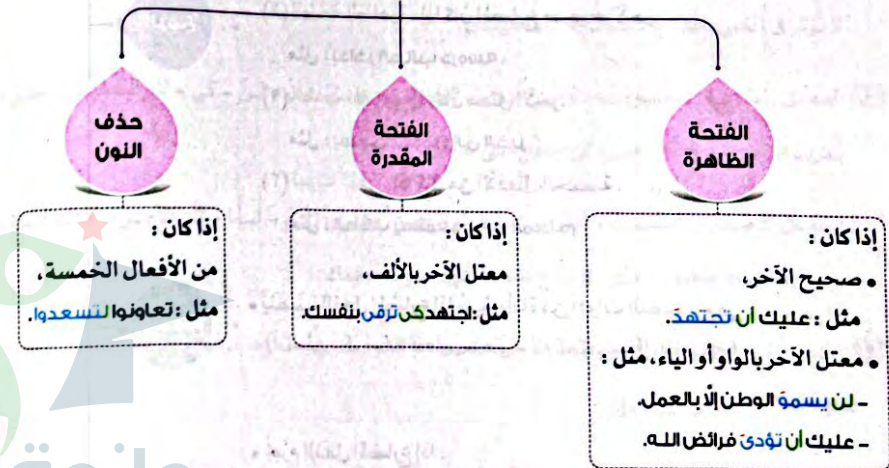 الفتحة
الظاهرة
إذا كان :
• صحيح الآخر،
مثل : عليك أن تجتهدَ.
• معتل الآخر بالواو أو الياء، مثل :
- لن يسموَ الوطن إلا بالعمل.
- عليك أن تؤديَ فرائض الله.
الفتحة
المقدرة
إذا كان :
معتل الآخر بالألف،
مثل : اجتهد كى ترقى بنفسك.
حذف
النون
إذا كان :
من الأفعال الخمسة،
مثل : تعاونوا لتسعدوا.